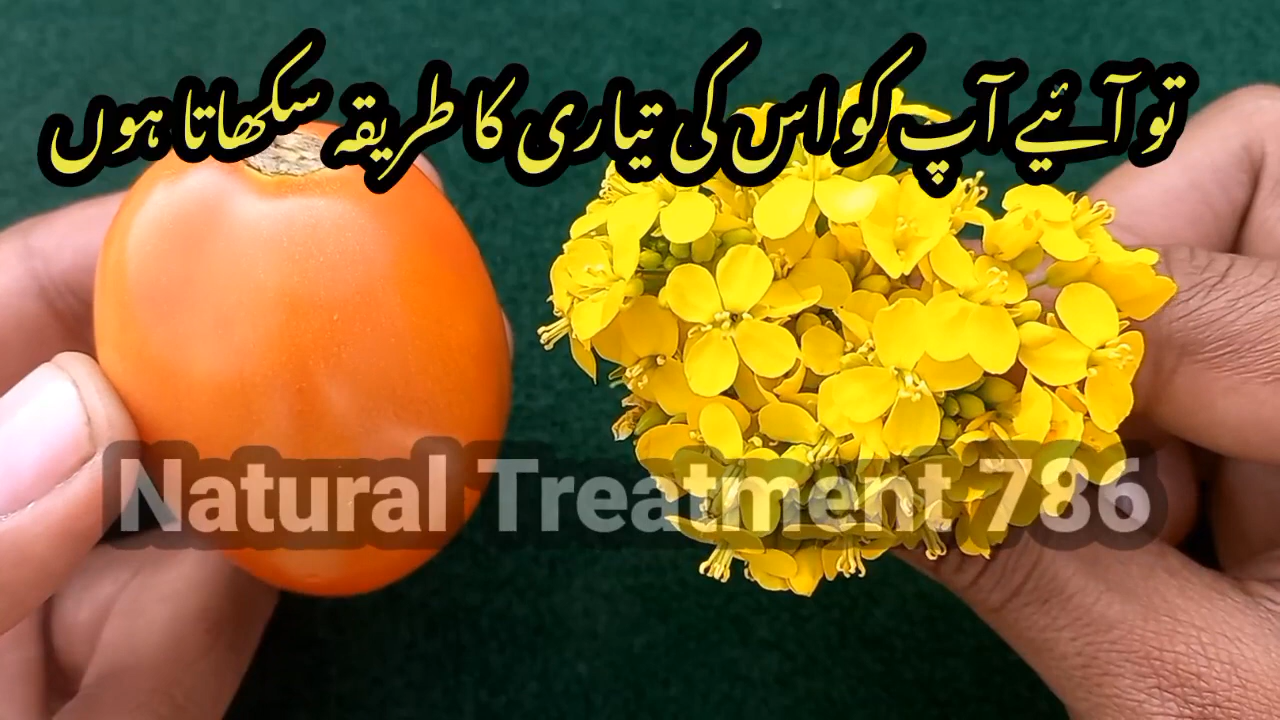 تو آئیے آپ کو اس کی تیاری کا طریقہ سکھاتا ہوں
Natural Treatment 786